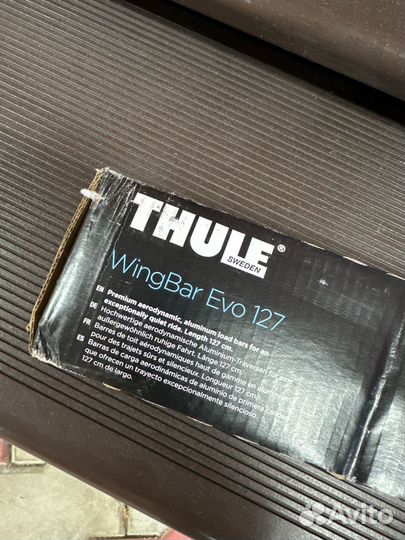 THULE®
SWEDEN
WingBar Evo 127
EN Premium aerodynamic, aluminum load bars for an
exceptionally quiet ride. Length 127 cm.
DE Hochwertige aerodynamische Aluminium-Traversen für
außergewöhnlich ruhige Fahrt. Länge 127 cm.
FR Barres de toit aérodynamiques haut de gamme en aluminium
pour des trajets sûrs et silencieux. Longueur 127 cm.
ES Barras de carga aerodinámicas de aluminio de primera calidad
que ofrecen un trayecto excepcionalmente silencioso.
127 cm de largo.
Avito